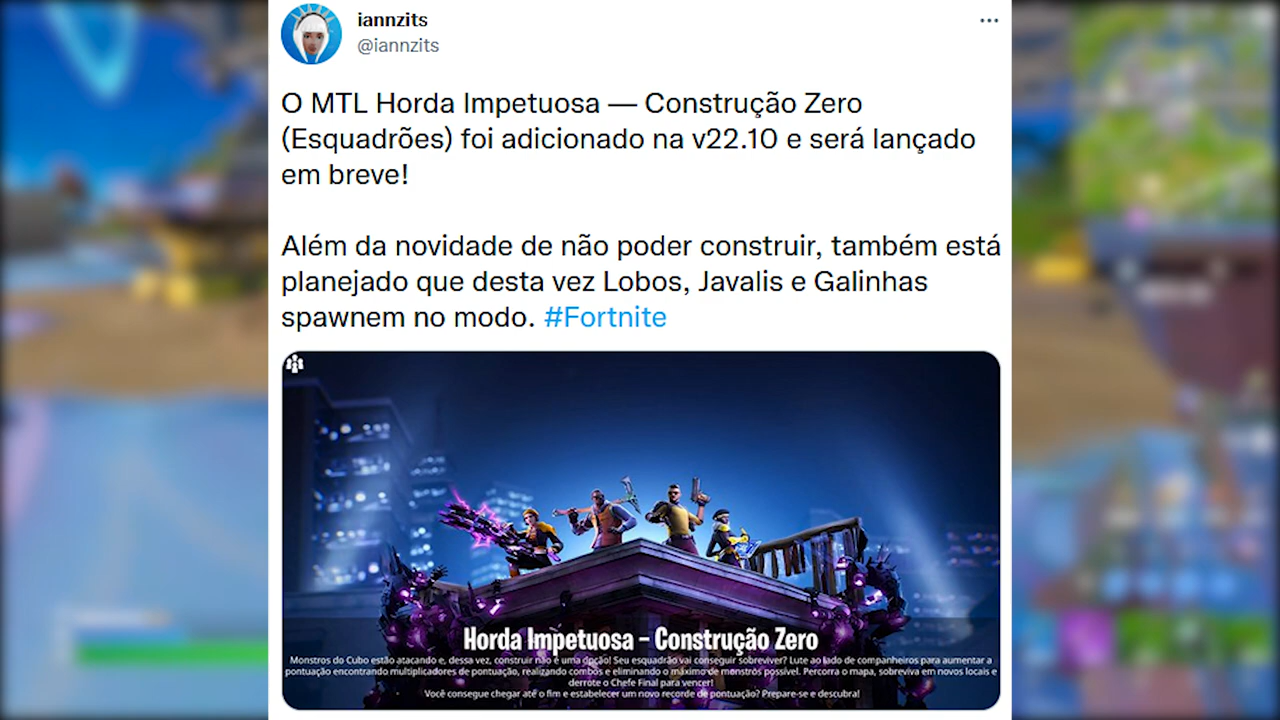 iannzits
@iannzits
O MTL Horda Impetuosa — Construção Zero
(Esquadrões) foi adicionado na v22.10 e será lançado
em breve!
Além da novidade de não poder construir, também está
planejado que desta vez Lobos, Javalis e Galinhas
spawnem no modo. #Fortnite
Horda Impetuosa - Construção Zero
Monstros do Cubo estão atacando e, dessa vez, construir não é uma opção! Seu esquadrão vai conseguir sobreviver? Lute ao lado de companheiros para aumentar a
pontuação encontrando multiplicadores de pontuação, realizando combos e eliminando o máximo de monstros possível. Percorra o mapa, sobreviva em novos locais e
derrote o Chefe Final para vencer!
Você consegue chegar até o fim e estabelecer um novo recorde de pontuação? Prepare-se e descubra!